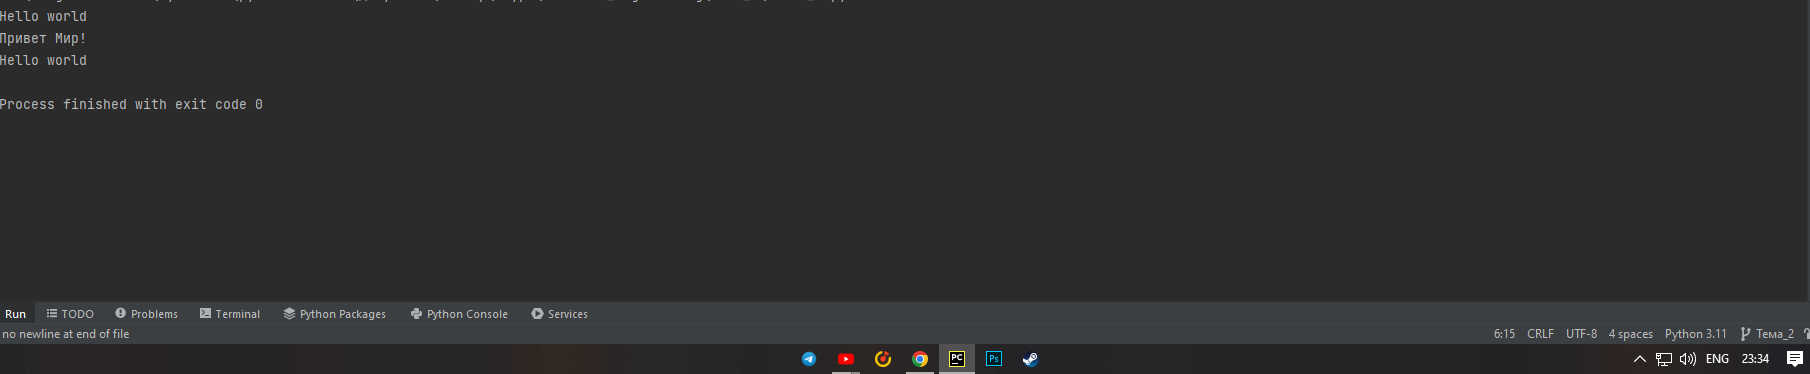 Hello world
Привет Мир!
Hello world
Process finished with exit code 0
Run TODO Problems Terminal Python Packages Python Console Services
no newline at end of file 6:15 CRLF UTF-8 4 spaces Python 3.11 Тема_2
PC Ps ENG 23:34